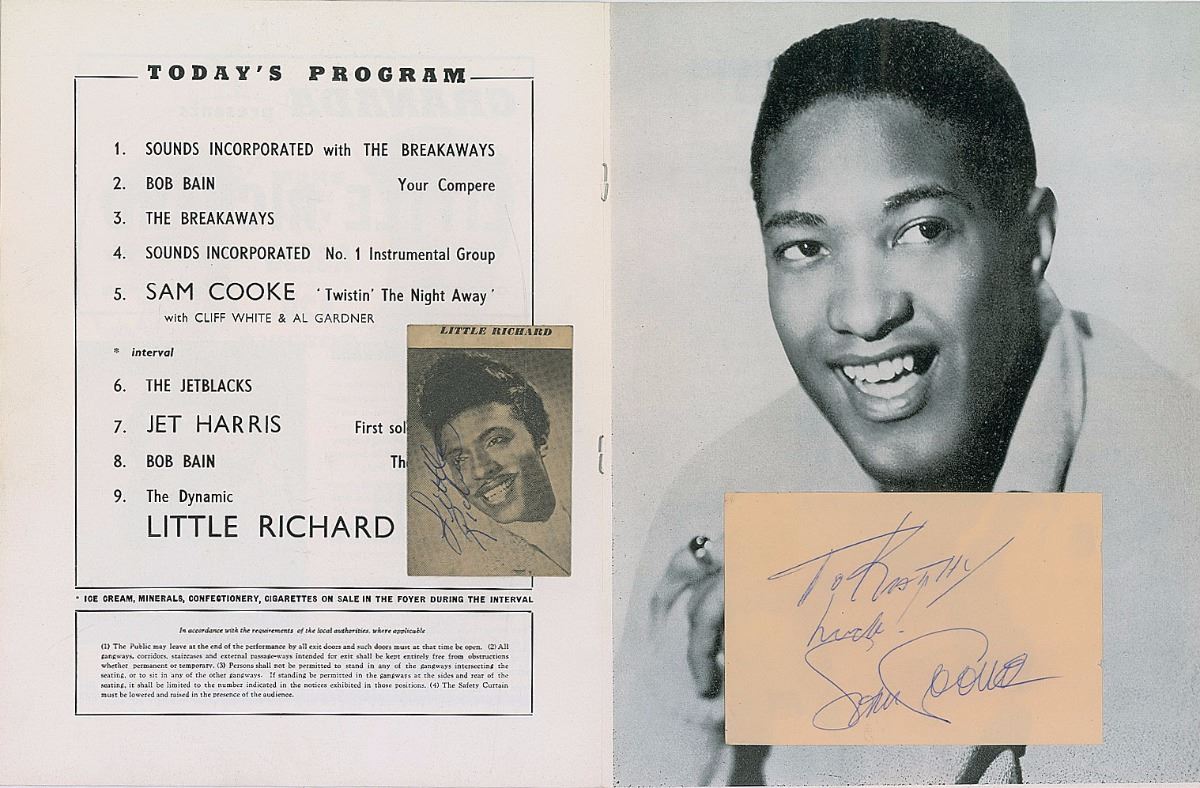 TODAY'S PROGRAM
1. SOUNDS INCORPORATED with THE BREAKAWAYS
2. BOB BAIN Your Compere
3. THE BREAKAWAYS
4. SOUNDS INCORPORATED No. 1 Instrumental Group
5. SAM COOKE 'Twistin' The Night Away'
with CLIFF WHITE & AL GARDNER
* interval
6. THE JETBLACKS
7. JET HARRIS First sol
8. BOB BAIN Th
9. The Dynamic
LITTLE RICHARD
LITTLE RICHARD
Little
Richard
* ICE CREAM, MINERALS, CONFECTIONERY, CIGARETTES ON SALE IN THE FOYER DURING THE INTERVAL
In accordance with the requirements of the local authorities, where applicable
(1) The Public may leave at the end of the performance by all exit doors and such doors must at that time be open. (2) All
gangways, corridors, staircases and external passage-ways intended for exit shall be kept entirely free from obstructions
whether permanent or temporary. (3) Persons shall not be permitted to stand in any of the gangways intersecting the
seating, or to sit in any of the other gangways. If standing be permitted in the gangways at the sides and rear of the
seating, it shall be limited to the number indicated in the notices exhibited in those positions. (4) The Safety Curtain
must be lowered and raised in the presence of the audience.
To Kathy
Luck.
Sam Cooke